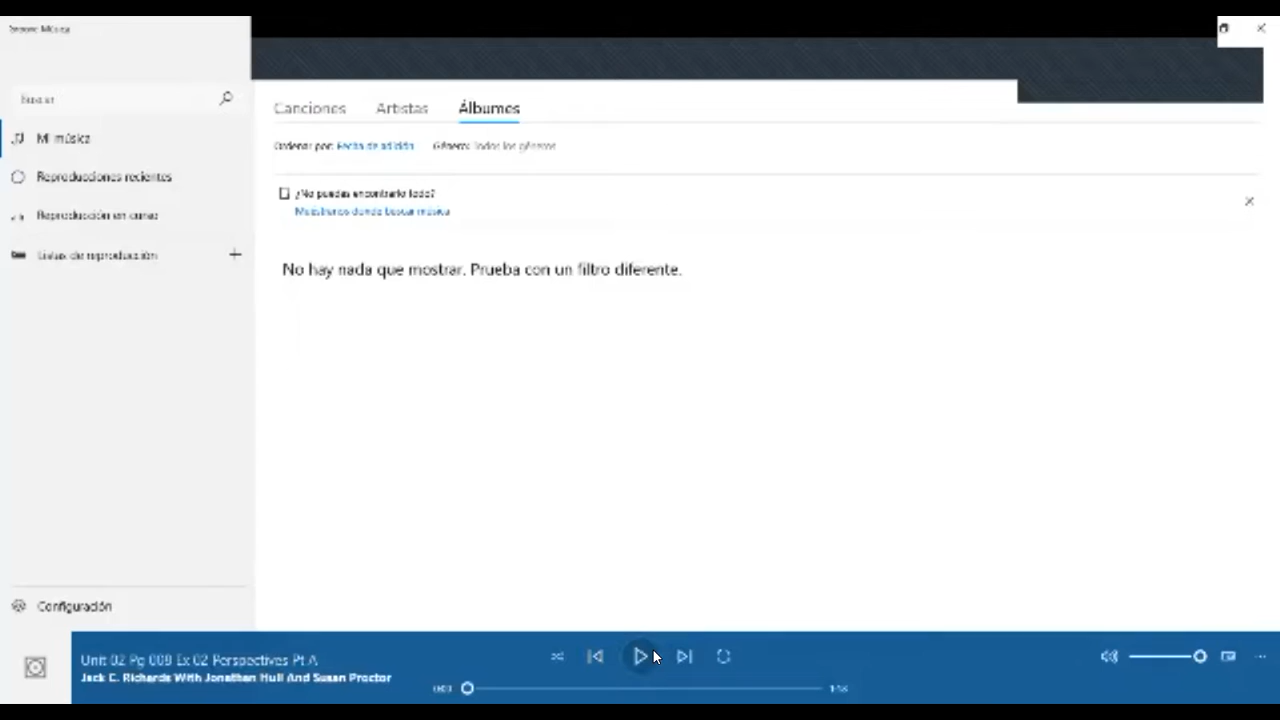 Groove Música
Buscar
Mi música
Reproducciones recientes
Reproducción en curso
Listas de reproducción
Configuración
Canciones Artistas Álbumes
Ordenar por: Fecha de adición Género: Todos los géneros
¿No puedes encontrarlo todo?
Muéstranos dónde buscar música
No hay nada que mostrar. Prueba con un filtro diferente.
Unit 02 Pg 008 Ex 02 Perspectives Pt A
Jack C. Richards With Jonathan Hull And Susan Proctor